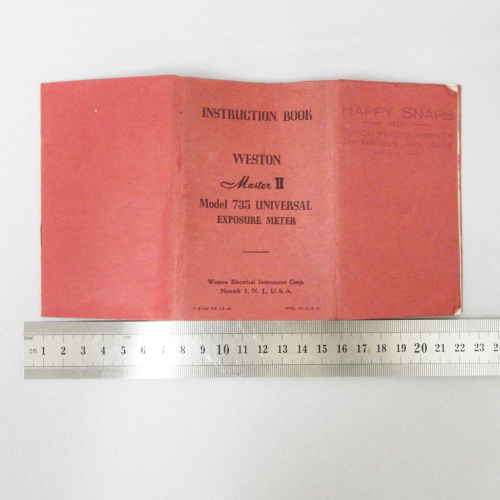 INSTRUCTION BOOK
WESTON
Master II
Model 735 UNIVERSAL
EXPOSURE METER
Weston Electrical Instrument Corp.
Newark 5, N. J., U.S.A.
HAPPY SNAPS
cm 1 2 3 4 5 6 7 8 9 10 11 12 13 14 15 16 17 18 19 20 21 22 23